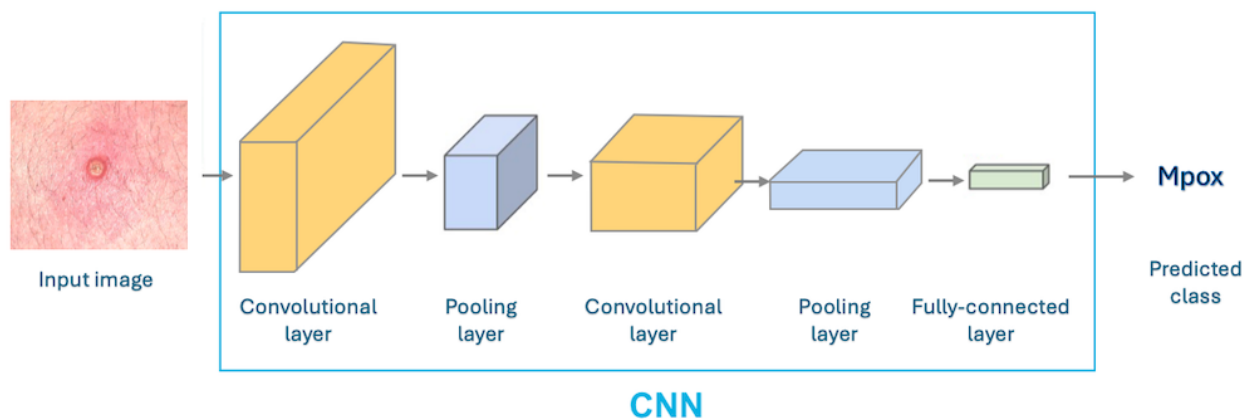 Input image
Convolutional
layer
Pooling
layer
Convolutional
layer
Pooling
layer
Fully-connected
layer
Mpox
Predicted
class
CNN